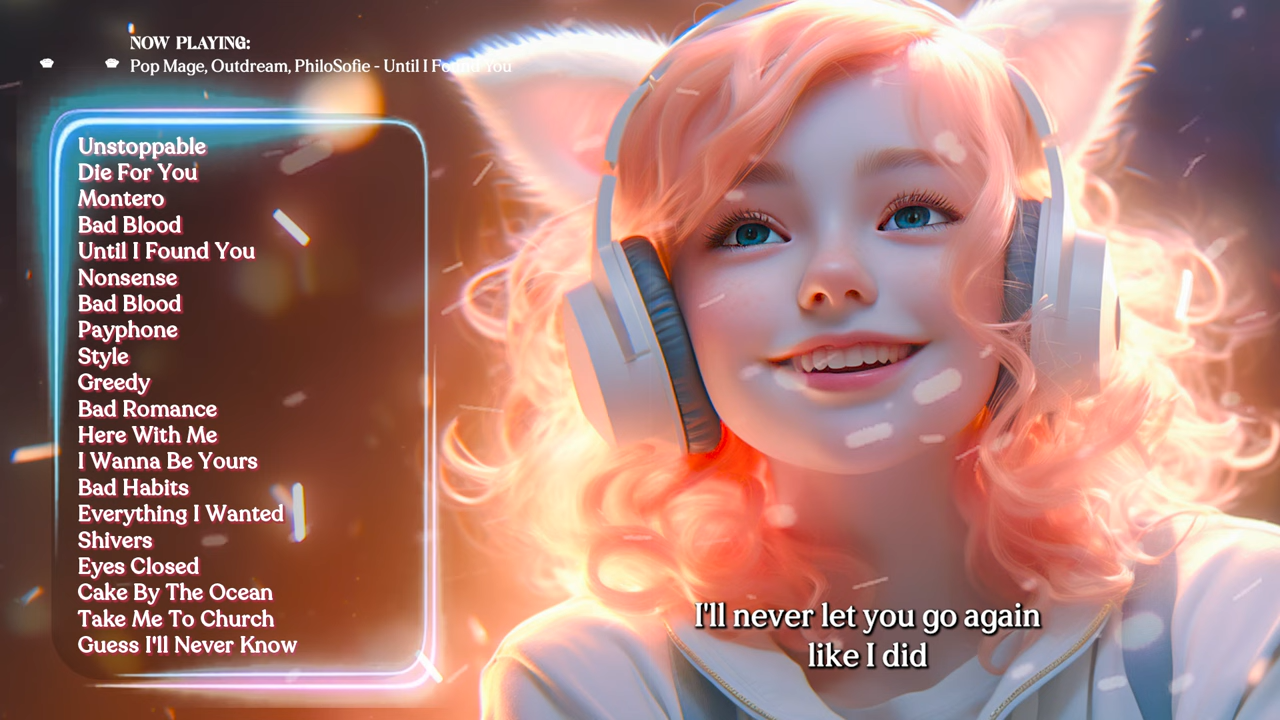 NOW PLAYING:
Pop Mage, Outdream, PhiloSofie - Until I Found You
Unstoppable
Die For You
Montero
Bad Blood
Until I Found You
Nonsense
Bad Blood
Payphone
Style
Greedy
Bad Romance
Here With Me
I Wanna Be Yours
Bad Habits
Everything I Wanted
Shivers
Eyes Closed
Cake By The Ocean
Take Me To Church
Guess I'll Never Know
I'll never let you go again
like I did